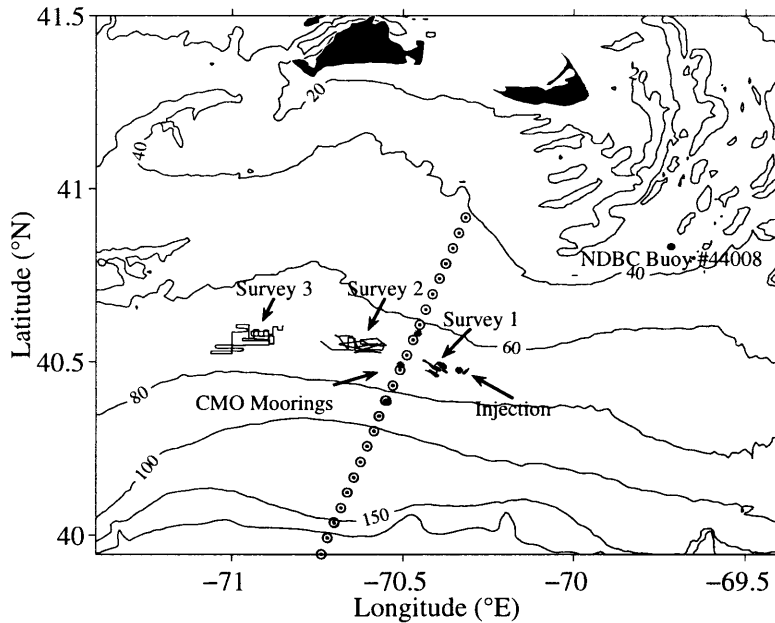 41.5
20
20
40
41
NDBC Buoy #44008
40
Survey 3
Survey 2
Survey 1
60
40.5
80
CMO Moorings
Injection
100
150
40
−71
−70.5
−70
−69.5
Latitude (°N)
Longitude (°E)